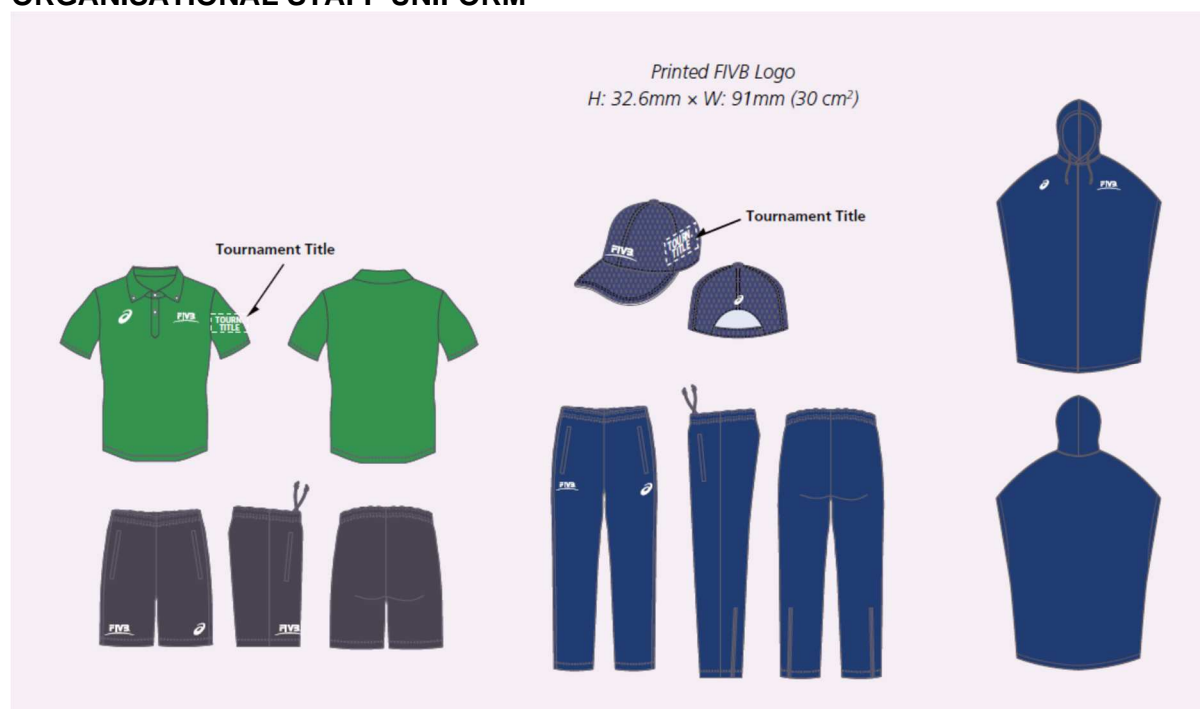 ORGANISATIONAL STAFF UNIFORM
Printed FIVB Logo
H: 32.6mm × W: 91mm (30 cm²)
FIVB
Tournament Title
FIVB
TOURN.
TITLE
Tournament Title
FIVB
TOURN
TITLE
FIVB
FIVB
FIVB